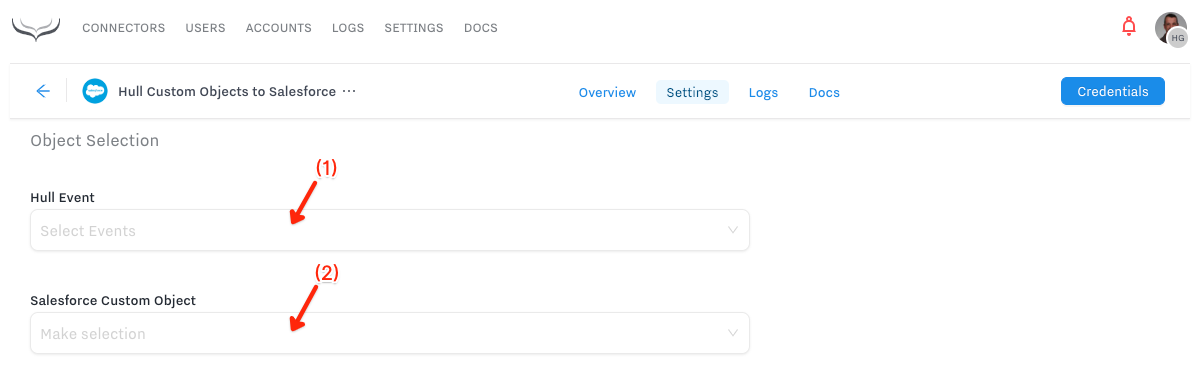 CONNECTORS USERS ACCOUNTS LOGS SETTINGS DOCS
HG
Hull Custom Objects to Salesforce ··· Overview Settings Logs Docs Credentials
Object Selection
(1)
Hull Event
Select Events
(2)
Salesforce Custom Object
Make selection